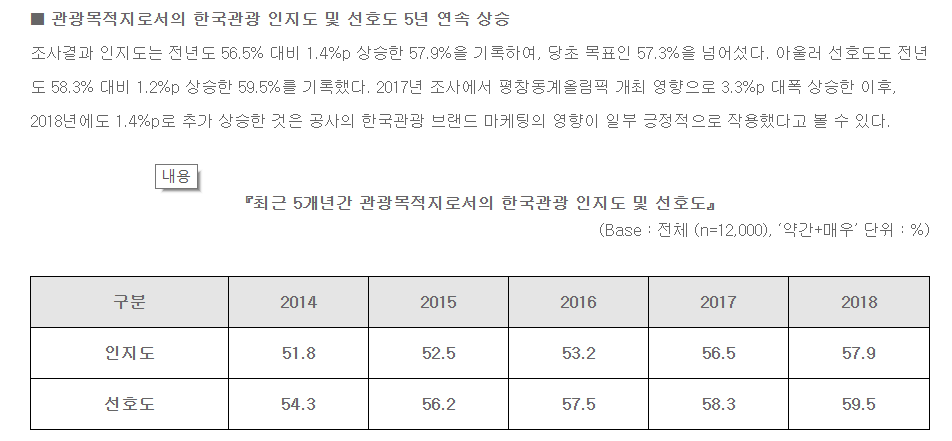 ■ 관광목적지로서의 한국관광 인지도 및 선호도 5년 연속 상승
조사결과 인지도는 전년도 56.5% 대비 1.4%p 상승한 57.9%을 기록하여, 당초 목표인 57.3%을 넘어섰다. 아울러 선호도도 전년
도 58.3% 대비 1.2%p 상승한 59.5%를 기록했다. 2017년 조사에서 평창동계올림픽 개최 영향으로 3.3%p 대폭 상승한 이후,
2018년에도 1.4%p로 추가 상승한 것은 공사의 한국관광 브랜드 마케팅의 영향이 일부 긍정적으로 작용했다고 볼 수 있다.
내용
『최근 5개년간 관광목적지로서의 한국관광 인지도 및 선호도』
(Base : 전체 (n=12,000), ‘약간+매우’ 단위 : %)
구분 2014 2015 2016 2017 2018
인지도 51.8 52.5 53.2 56.5 57.9
선호도 54.3 56.2 57.5 58.3 59.5